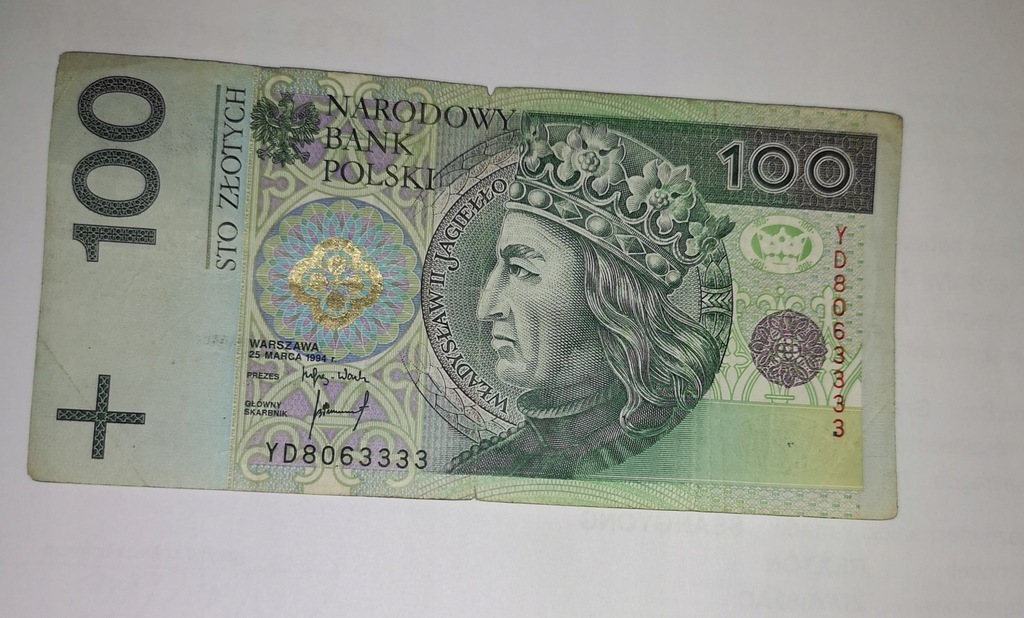 100
STO ZŁOTYCH
NARODOWY
BANK
POLSKI
WŁADYSŁAW II JAGIEŁŁO
100
YD8063333
WARSZAWA
25 MARCA 1994 r.
PREZES
GŁÓWNY
SKARBNIK
YD8063333